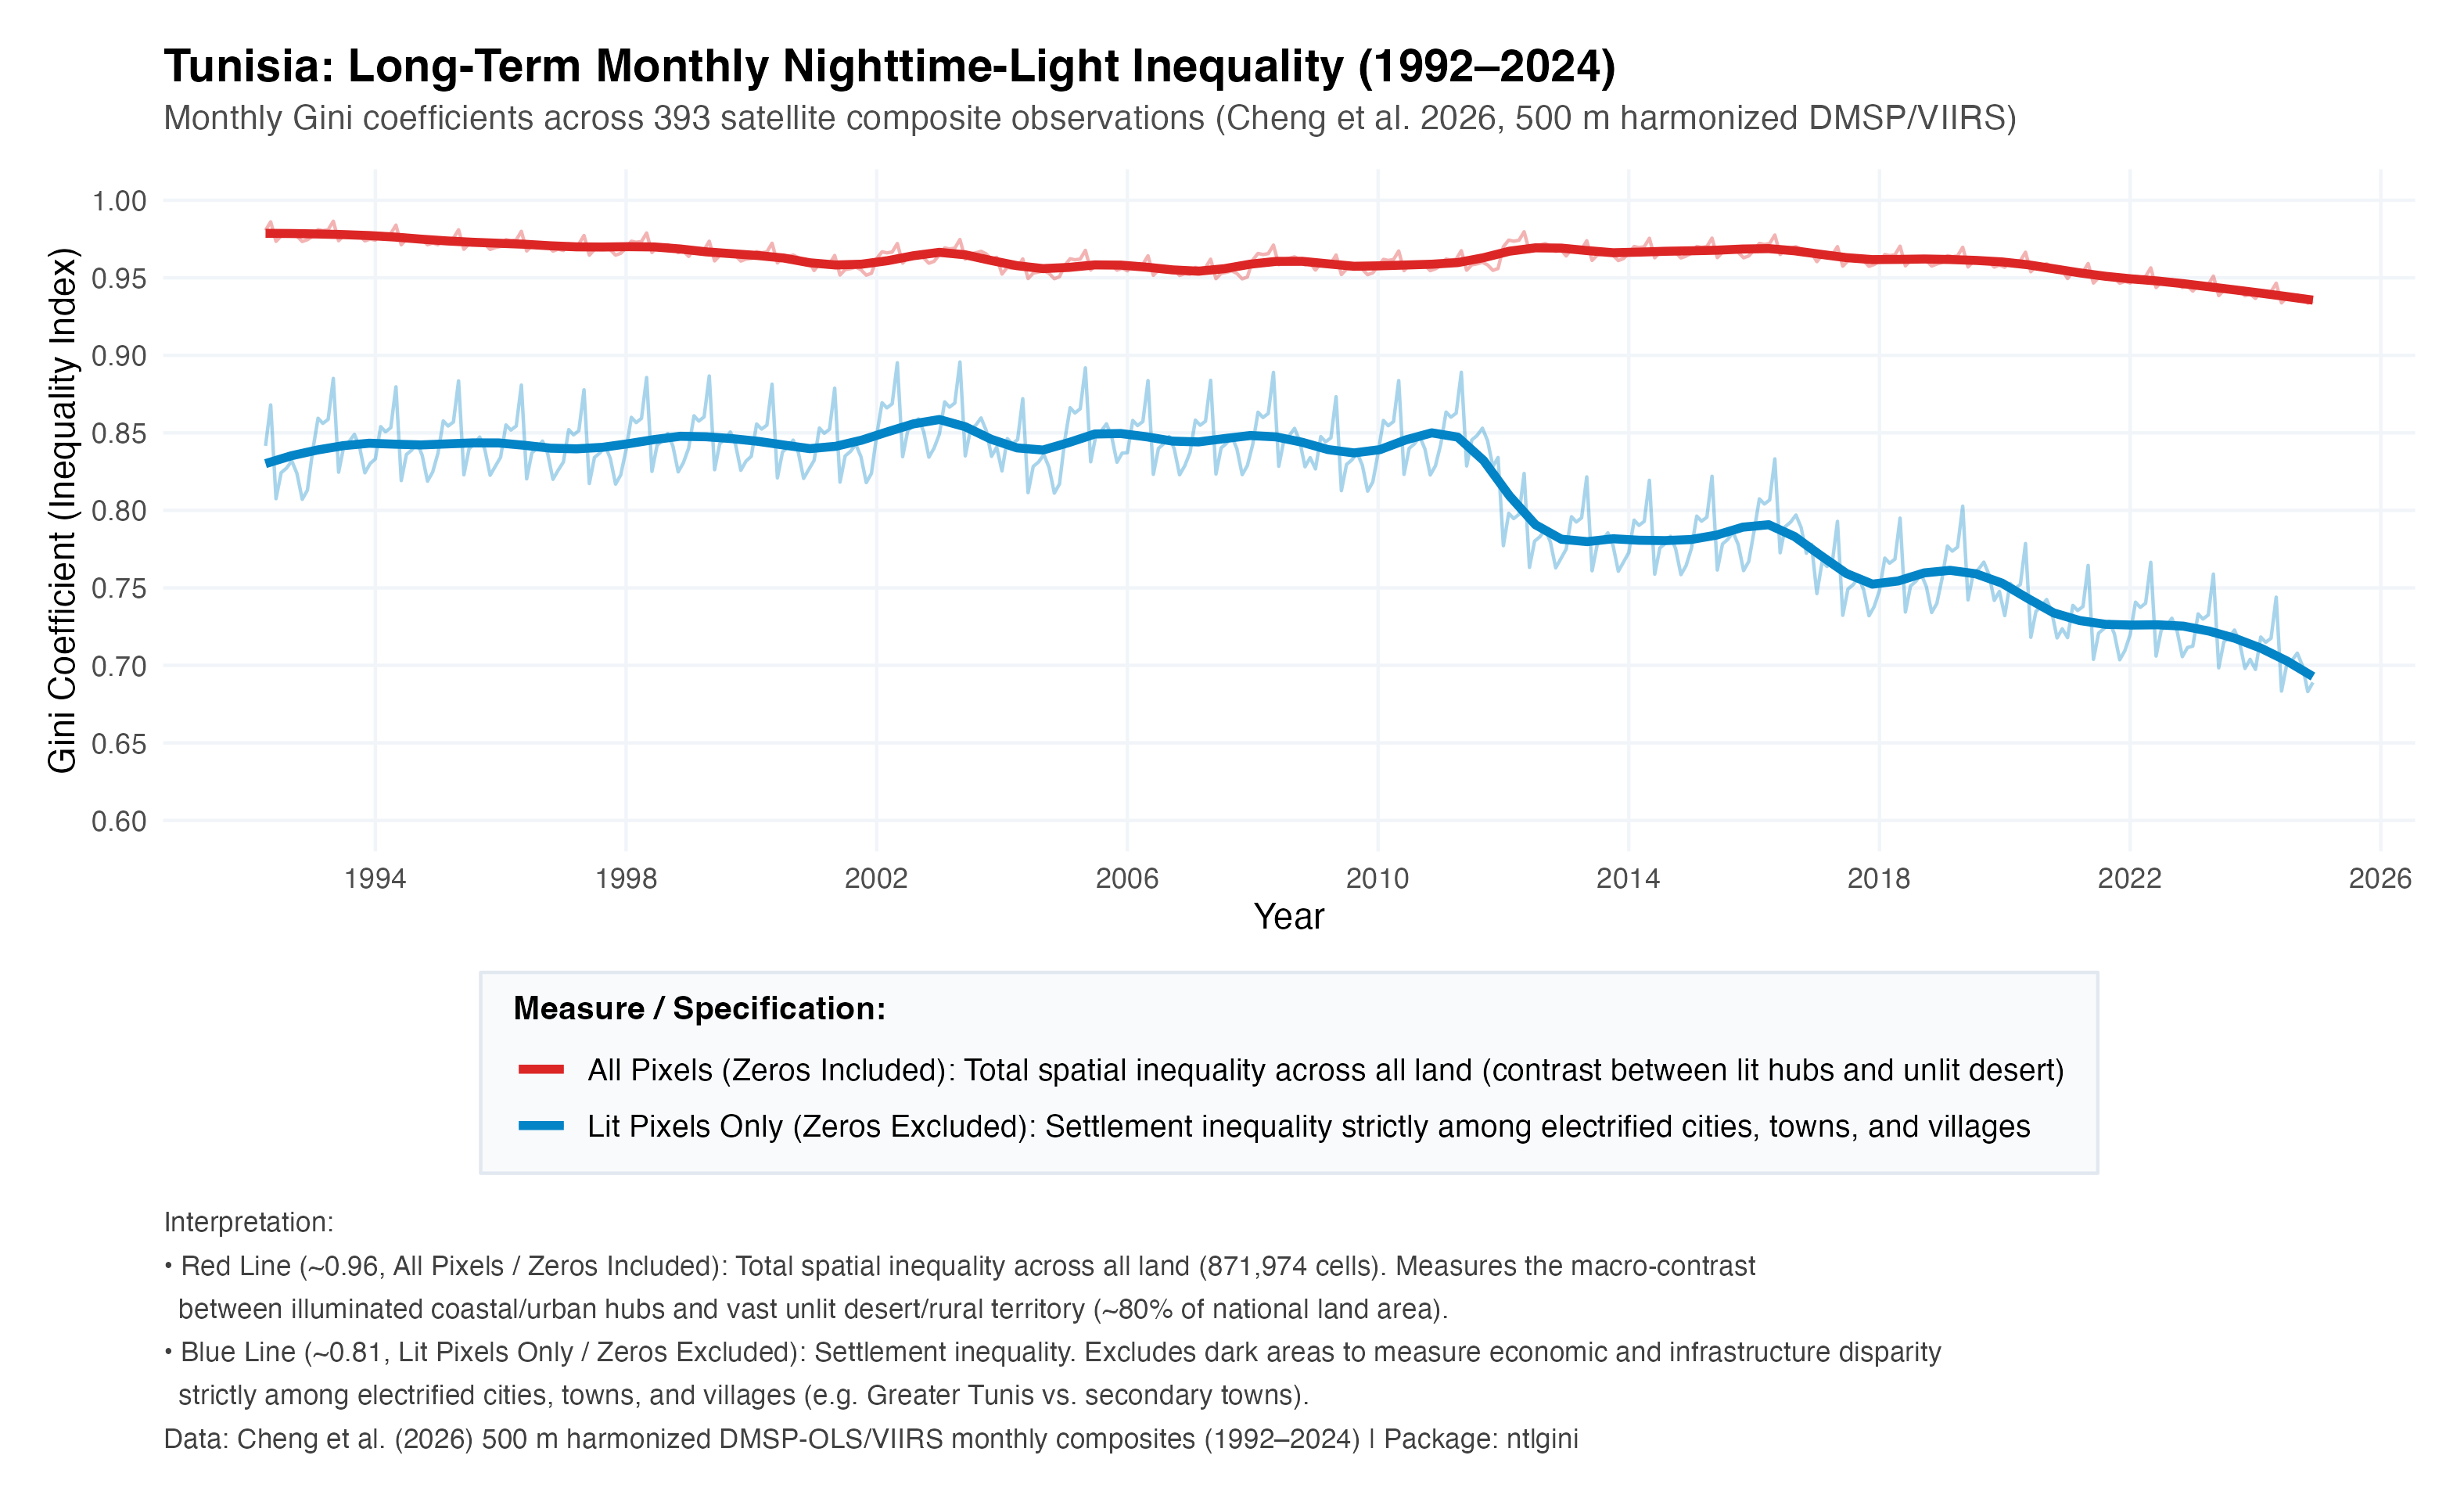 Tunisia: Long-Term Monthly Nighttime-Light Inequality (1992–2024)
Monthly Gini coefficients across 393 satellite composite observations (Cheng et al. 2026, 500 m harmonized DMSP/VIIRS)
Gini Coefficient (Inequality Index)
1.00
0.95
0.90
0.85
0.80
0.75
0.70
0.65
0.60
1994
1998
2002
2006
2010
2014
2018
2022
2026
Year
Measure / Specification:
All Pixels (Zeros Included): Total spatial inequality across all land (contrast between lit hubs and unlit desert)
Lit Pixels Only (Zeros Excluded): Settlement inequality strictly among electrified cities, towns, and villages
Interpretation:
• Red Line (~0.96, All Pixels / Zeros Included): Total spatial inequality across all land (871,974 cells). Measures the macro-contrast
between illuminated coastal/urban hubs and vast unlit desert/rural territory (~80% of national land area).
• Blue Line (~0.81, Lit Pixels Only / Zeros Excluded): Settlement inequality. Excludes dark areas to measure economic and infrastructure disparity
strictly among electrified cities, towns, and villages (e.g. Greater Tunis vs. secondary towns).
Data: Cheng et al. (2026) 500 m harmonized DMSP-OLS/VIIRS monthly composites (1992–2024) | Package: ntlgini